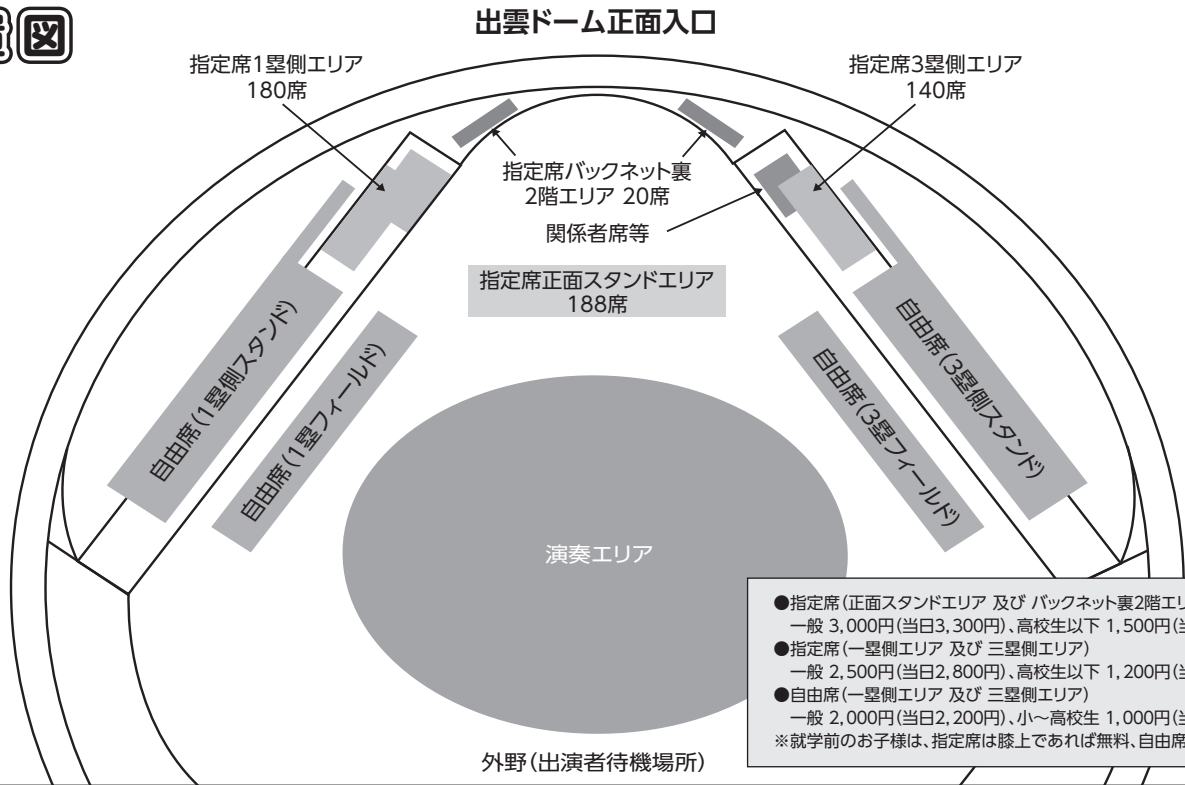 図
出雲ドーム正面入口
指定席1塁側エリア
180席
指定席3塁側エリア
140席
指定席バックネット裏
2階エリア 20席
関係者席等
指定席正面スタンドエリア
188席
自由席(1塁側スタンド)
自由席(1塁フィールド)
自由席(3塁フィールド)
自由席(3塁側スタンド)
演奏エリア
●指定席(正面スタンドエリア 及び バックネット裏2階エリ
一般 3,000円(当日3,300円)、高校生以下 1,500円(当
●指定席(一塁側エリア 及び 三塁側エリア)
一般 2,500円(当日2,800円)、高校生以下 1,200円(当
●自由席(一塁側エリア 及び 三塁側エリア)
一般 2,000円(当日2,200円)、小～高校生 1,000円(当
※就学前のお子様は、指定席は膝上であれば無料、自由席
外野(出演者待機場所)